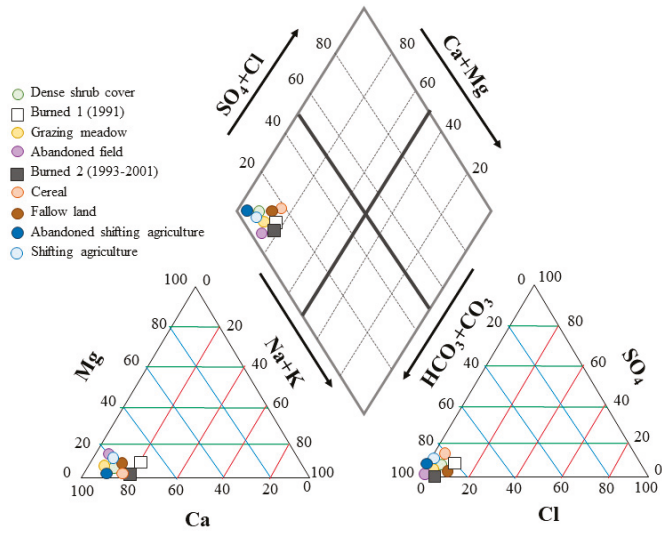 80
80
SO4+Cl
Ca+Mg
60
60
40
40
20
20
Dense shrub cover
Burned 1 (1991)
Grazing meadow
Abandoned field
Burned 2 (1993-2001)
Cereal
Fallow land
Abandoned shifting agriculture
Shifting agriculture
Na+K
HCO3+CO3
100 0
80 20
Mg
60 40
40 60
20 80
0 100
100 80 60 40 20 0
Ca
0 100
20 80
SO4
40 60
60 40
80 20
100 0
0 20 40 60 80 100
Cl